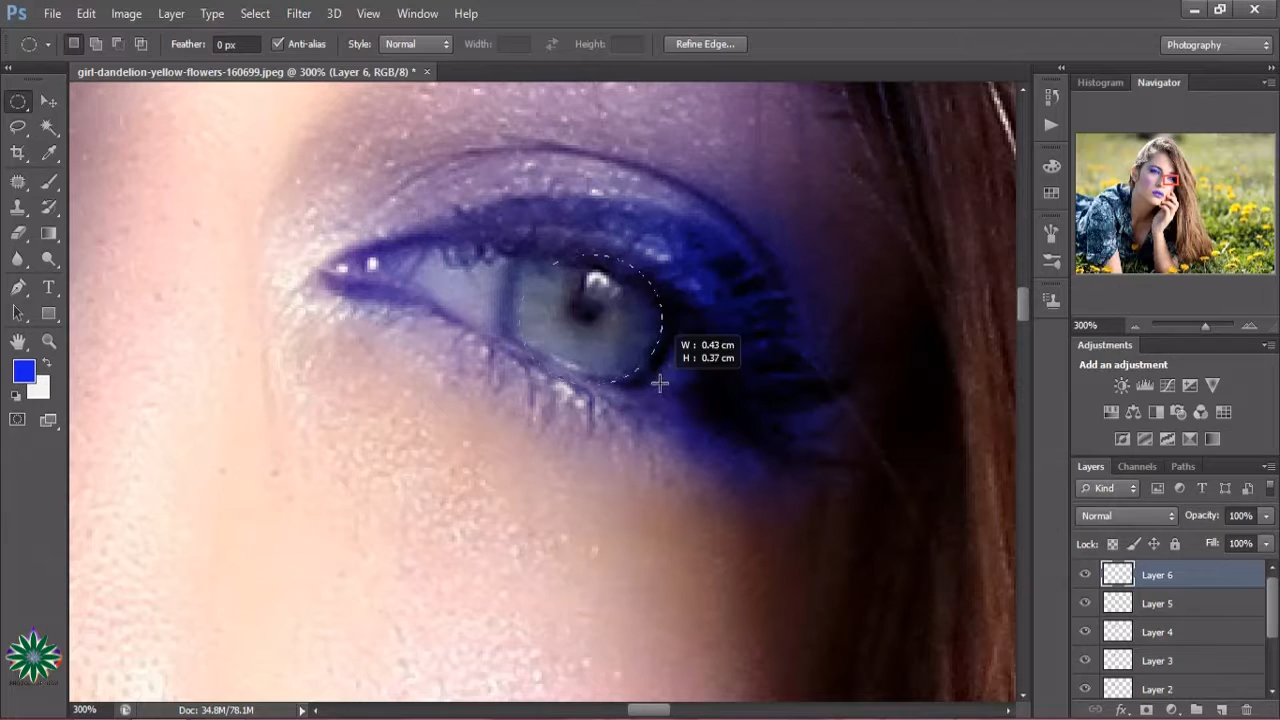 Ps File Edit Image Layer Type Select Filter 3D View Window Help
Feather: 0 px Anti-alias Style: Normal Width: Height: Refine Edge... Photography
girl-dandelion-yellow-flowers-160699.jpeg @ 300% (Layer 6, RGB/8) * ×
Histogram Navigator
300%
W : 0.43 cm
H : 0.37 cm
Adjustments
Add an adjustment
Layers Channels Paths
Kind
Normal Opacity: 100%
Lock: Fill: 100%
Layer 6
Layer 5
Layer 4
Layer 3
Layer 2
300% Doc: 34.8M/78.1M